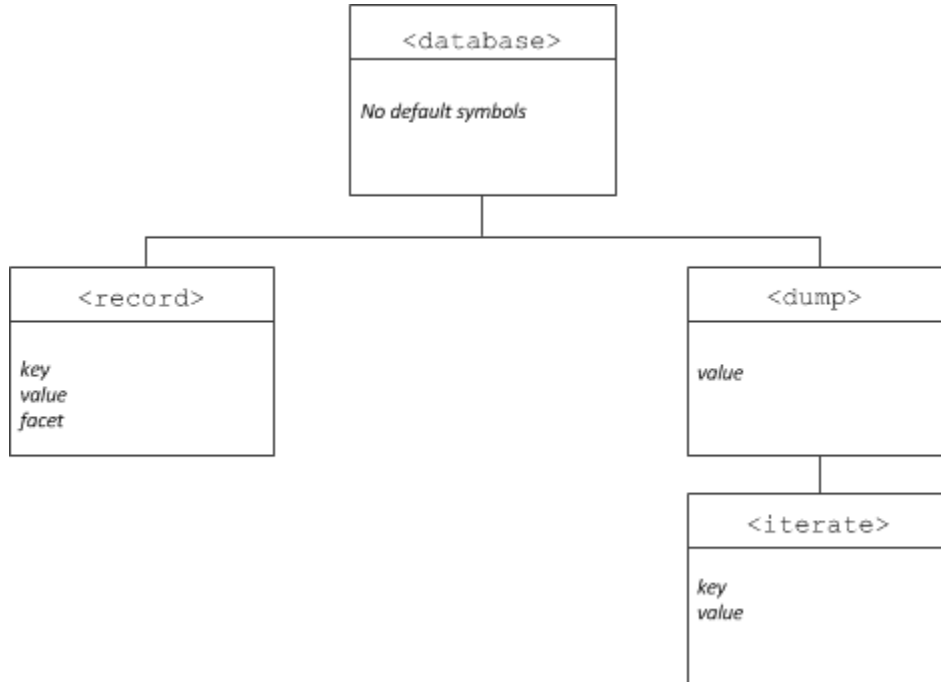 <database>
No default symbols
<record>
key
value
facet
<dump>
value
<iterate>
key
value